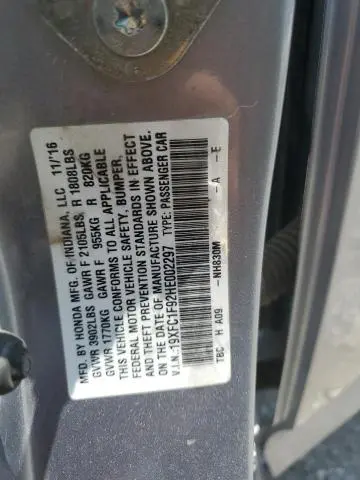 MFD. BY HONDA MFG. OF INDIANA, LLC 11/'16
GVWR 3902LBS GAWR F 2105LBS, R 1808LBS
GVWR 1770KG GAWR F 955KG R 820KG
THIS VEHICLE CONFORMS TO ALL APPLICABLE
FEDERAL MOTOR VEHICLE SAFETY, BUMPER,
AND THEFT PREVENTION STANDARDS IN EFFECT
ON THE DATE OF MANUFACTURE SHOWN ABOVE.
V.I.N.:19XFC1F92HE002297 TYPE: PASSENGER CAR
NH830M -A -E
TBC H A09